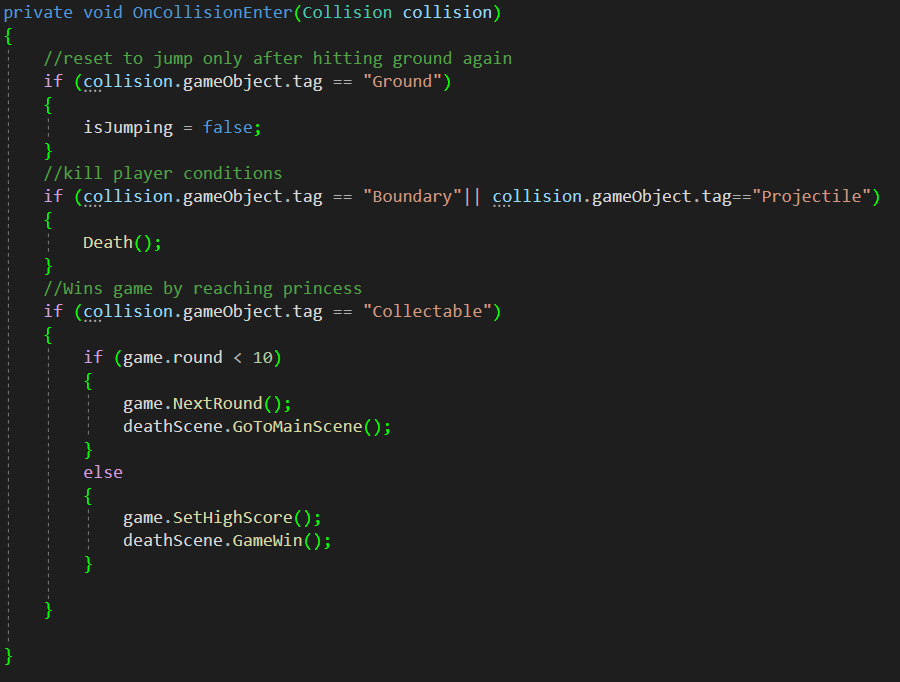 private void OnCollisionEnter(Collision collision)
{
    //reset to jump only after hitting ground again
    if (collision.gameObject.tag == "Ground")
    {
        isJumping = false;
    }
    //kill player conditions
    if (collision.gameObject.tag == "Boundary"|| collision.gameObject.tag=="Projectile")
    {
        Death();
    }
    //Wins game by reaching princess
    if (collision.gameObject.tag == "Collectable")
    {
        if (game.round < 10)
        {
            game.NextRound();
            deathScene.GoToMainScene();
        }
        else
        {
            game.SetHighScore();
            deathScene.GameWin();
        }
    }
}